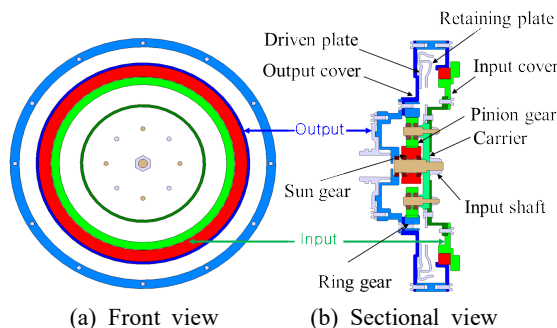 Retaining plate
Driven plate
Output cover
Input cover
Pinion gear
Output
Carrier
Sun gear
Input shaft
Input
Ring gear
(a) Front view
(b) Sectional view